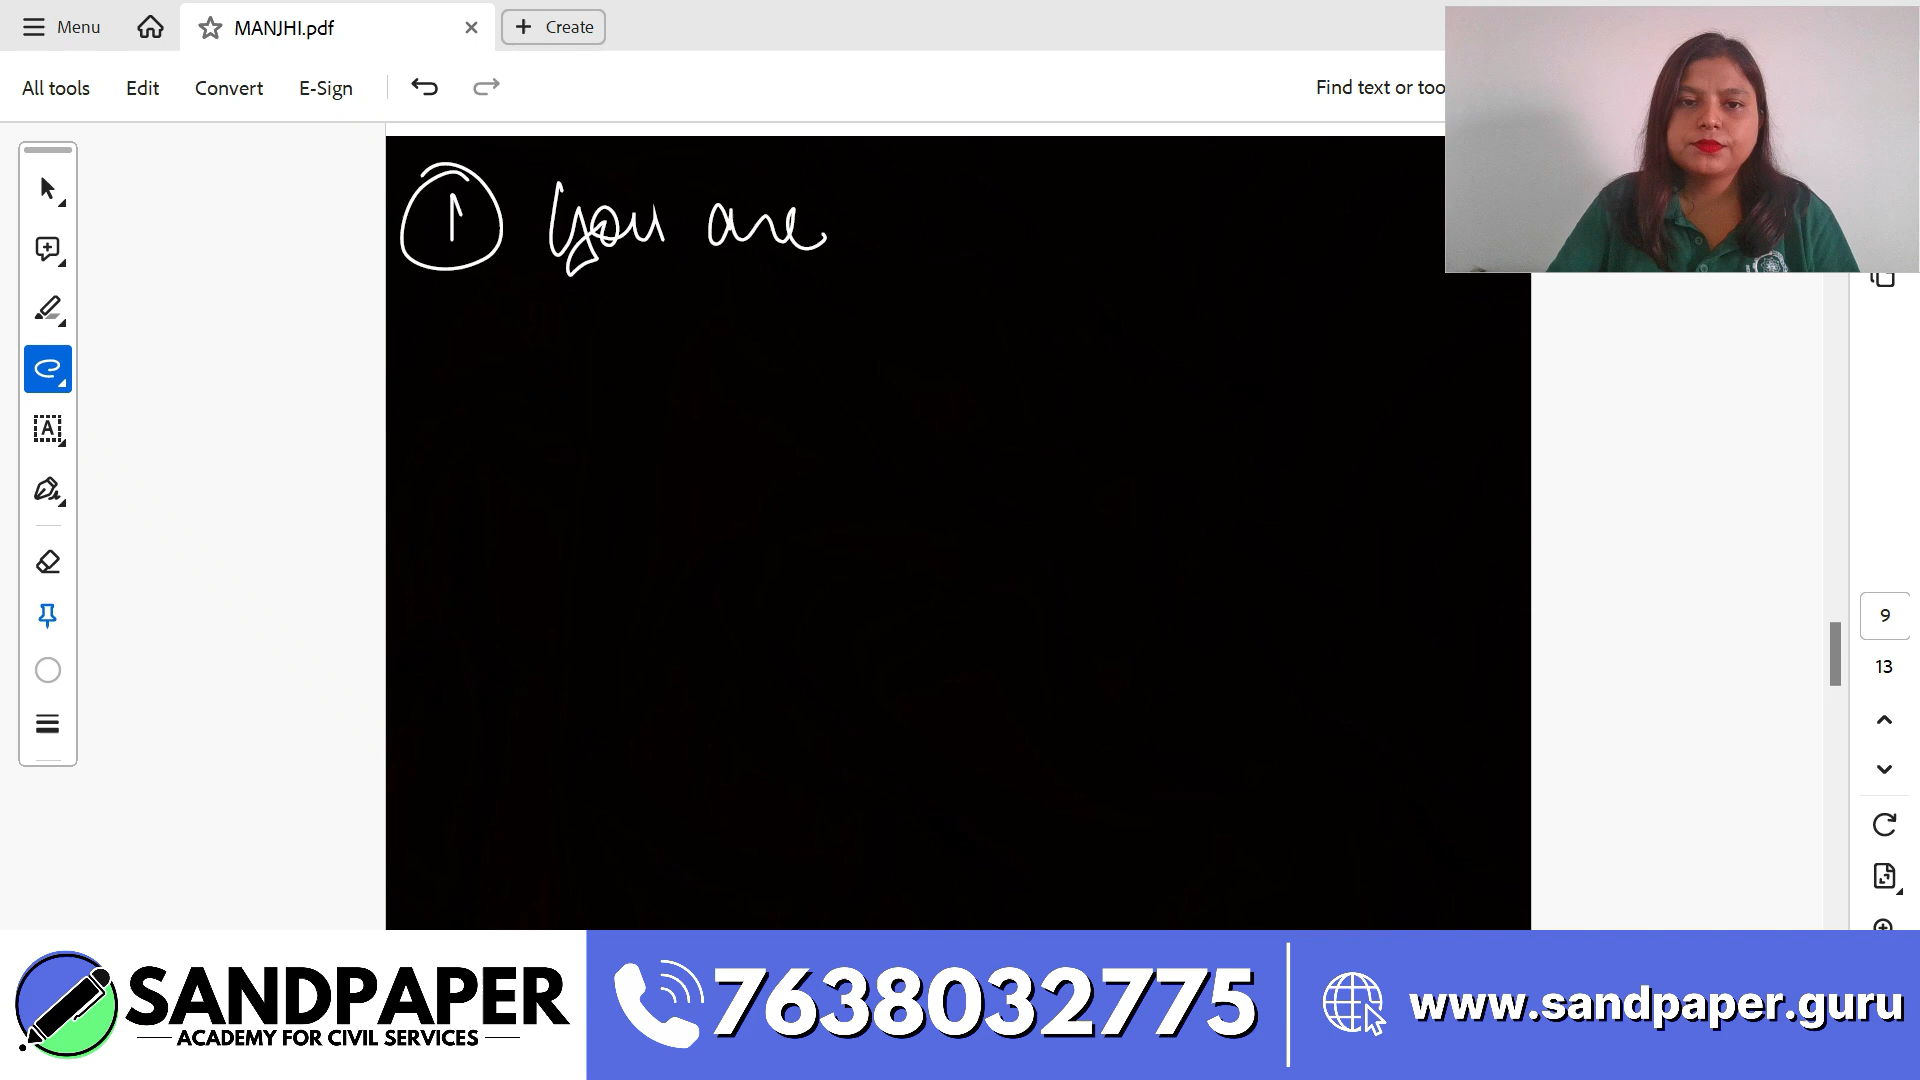 Menu
MANJHI.pdf
Create
All tools
Edit
Convert
E-Sign
Find text or too
① You are
A
9
13
SANDPAPER
ACADEMY FOR CIVIL SERVICES
7638032775
www.sandpaper.guru